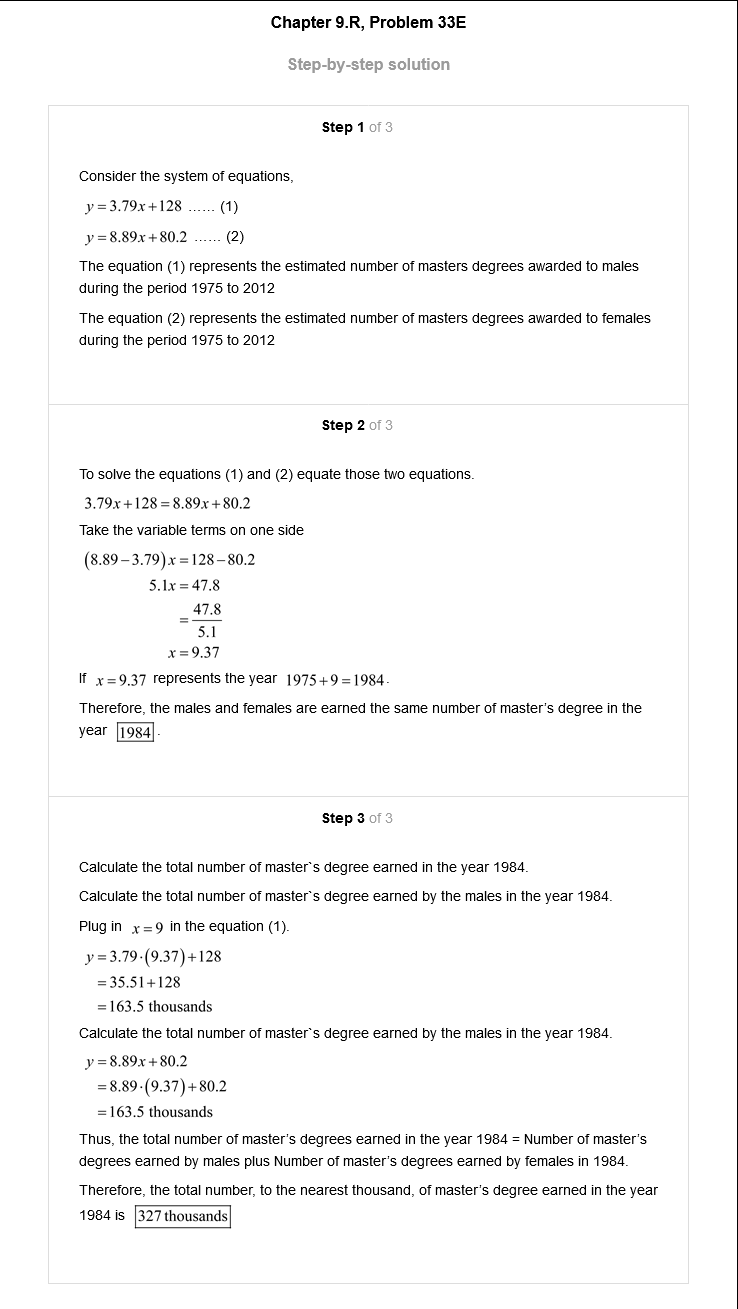 Chapter 9.R, Problem 33E
Step-by-step solution
Step 1 of 3
Consider the system of equations,
y = 3.79x + 128 …… (1)
y = 8.89x + 80.2 …… (2)
The equation (1) represents the estimated number of masters degrees awarded to males
during the period 1975 to 2012
The equation (2) represents the estimated number of masters degrees awarded to females
during the period 1975 to 2012
Step 2 of 3
To solve the equations (1) and (2) equate those two equations.
3.79x + 128 = 8.89x + 80.2
Take the variable terms on one side
(8.89 – 3.79)x = 128 – 80.2
5.1x = 47.8
= 47.8/5.1
x = 9.37
If x = 9.37 represents the year 1975 + 9 = 1984.
Therefore, the males and females are earned the same number of master's degree in the
year 1984.
Step 3 of 3
Calculate the total number of master`s degree earned in the year 1984.
Calculate the total number of master`s degree earned by the males in the year 1984.
Plug in x = 9 in the equation (1).
y = 3.79·(9.37) + 128
= 35.51 + 128
= 163.5 thousands
Calculate the total number of master`s degree earned by the males in the year 1984.
y = 8.89x + 80.2
= 8.89·(9.37) + 80.2
= 163.5 thousands
Thus, the total number of master's degrees earned in the year 1984 = Number of master's
degrees earned by males plus Number of master's degrees earned by females in 1984.
Therefore, the total number, to the nearest thousand, of master's degree earned in the year
1984 is 327 thousands